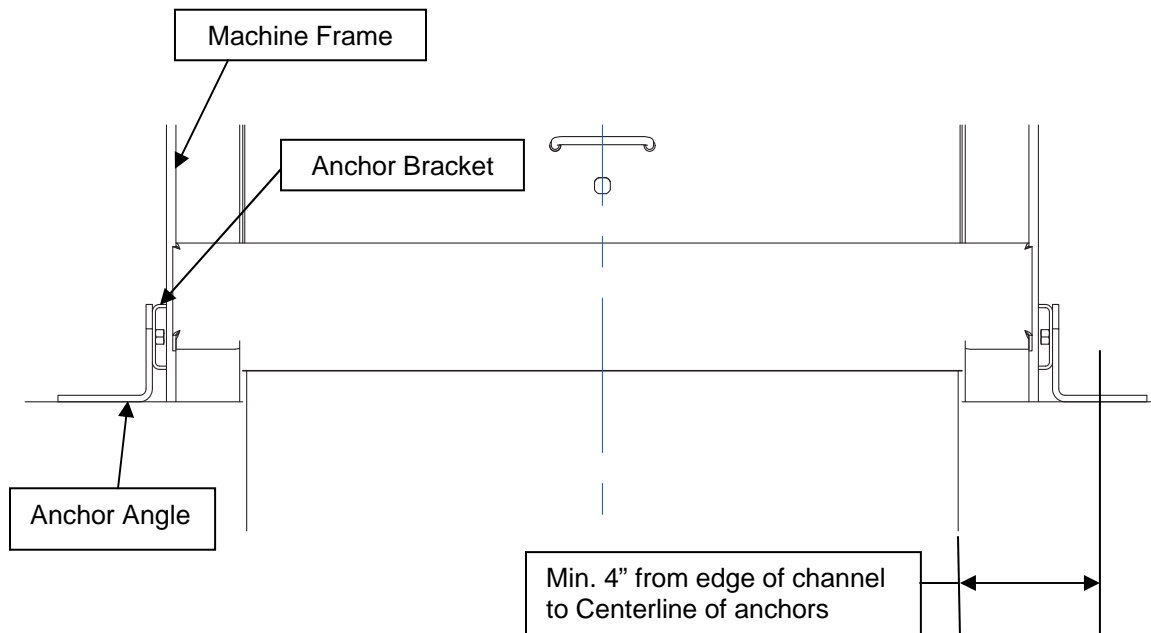 Machine Frame
Anchor Bracket
Anchor Angle
Min. 4” from edge of channel
to Centerline of anchors